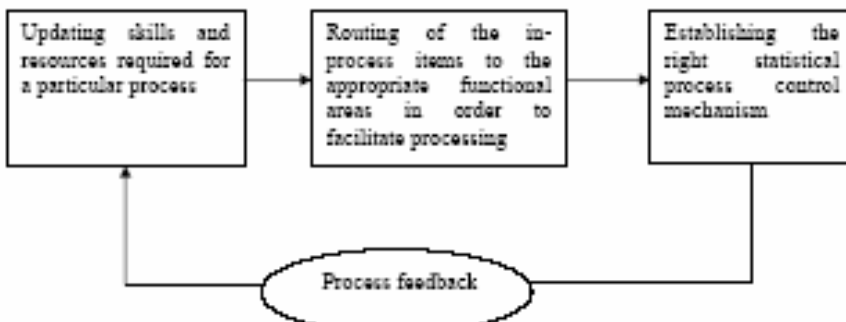 Updating skills and
resources required for
a particular process
Routing of the in-
process items to the
appropriate functional
areas in order to
facilitate processing
Establishing the
right statistical
process control
mechanism
Process feedback